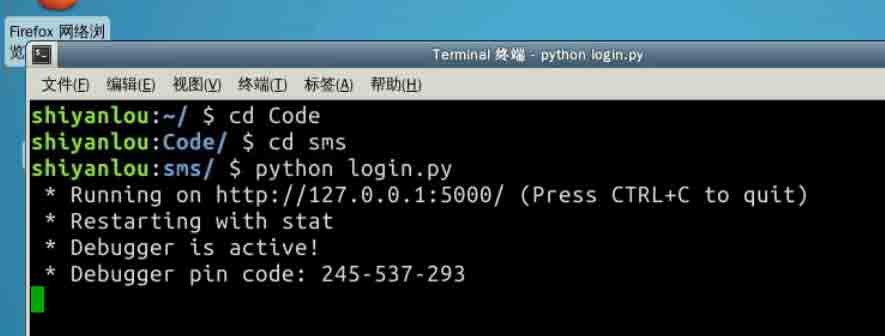 Firefox 网络浏
览
Terminal 终端 - python login.py
文件(F) 编辑(E) 视图(V) 终端(T) 标签(A) 帮助(H)
shiyanlou:~/ $ cd Code
shiyanlou:Code/ $ cd sms
shiyanlou:sms/ $ python login.py
* Running on http://127.0.0.1:5000/ (Press CTRL+C to quit)
* Restarting with stat
* Debugger is active!
* Debugger pin code: 245-537-293